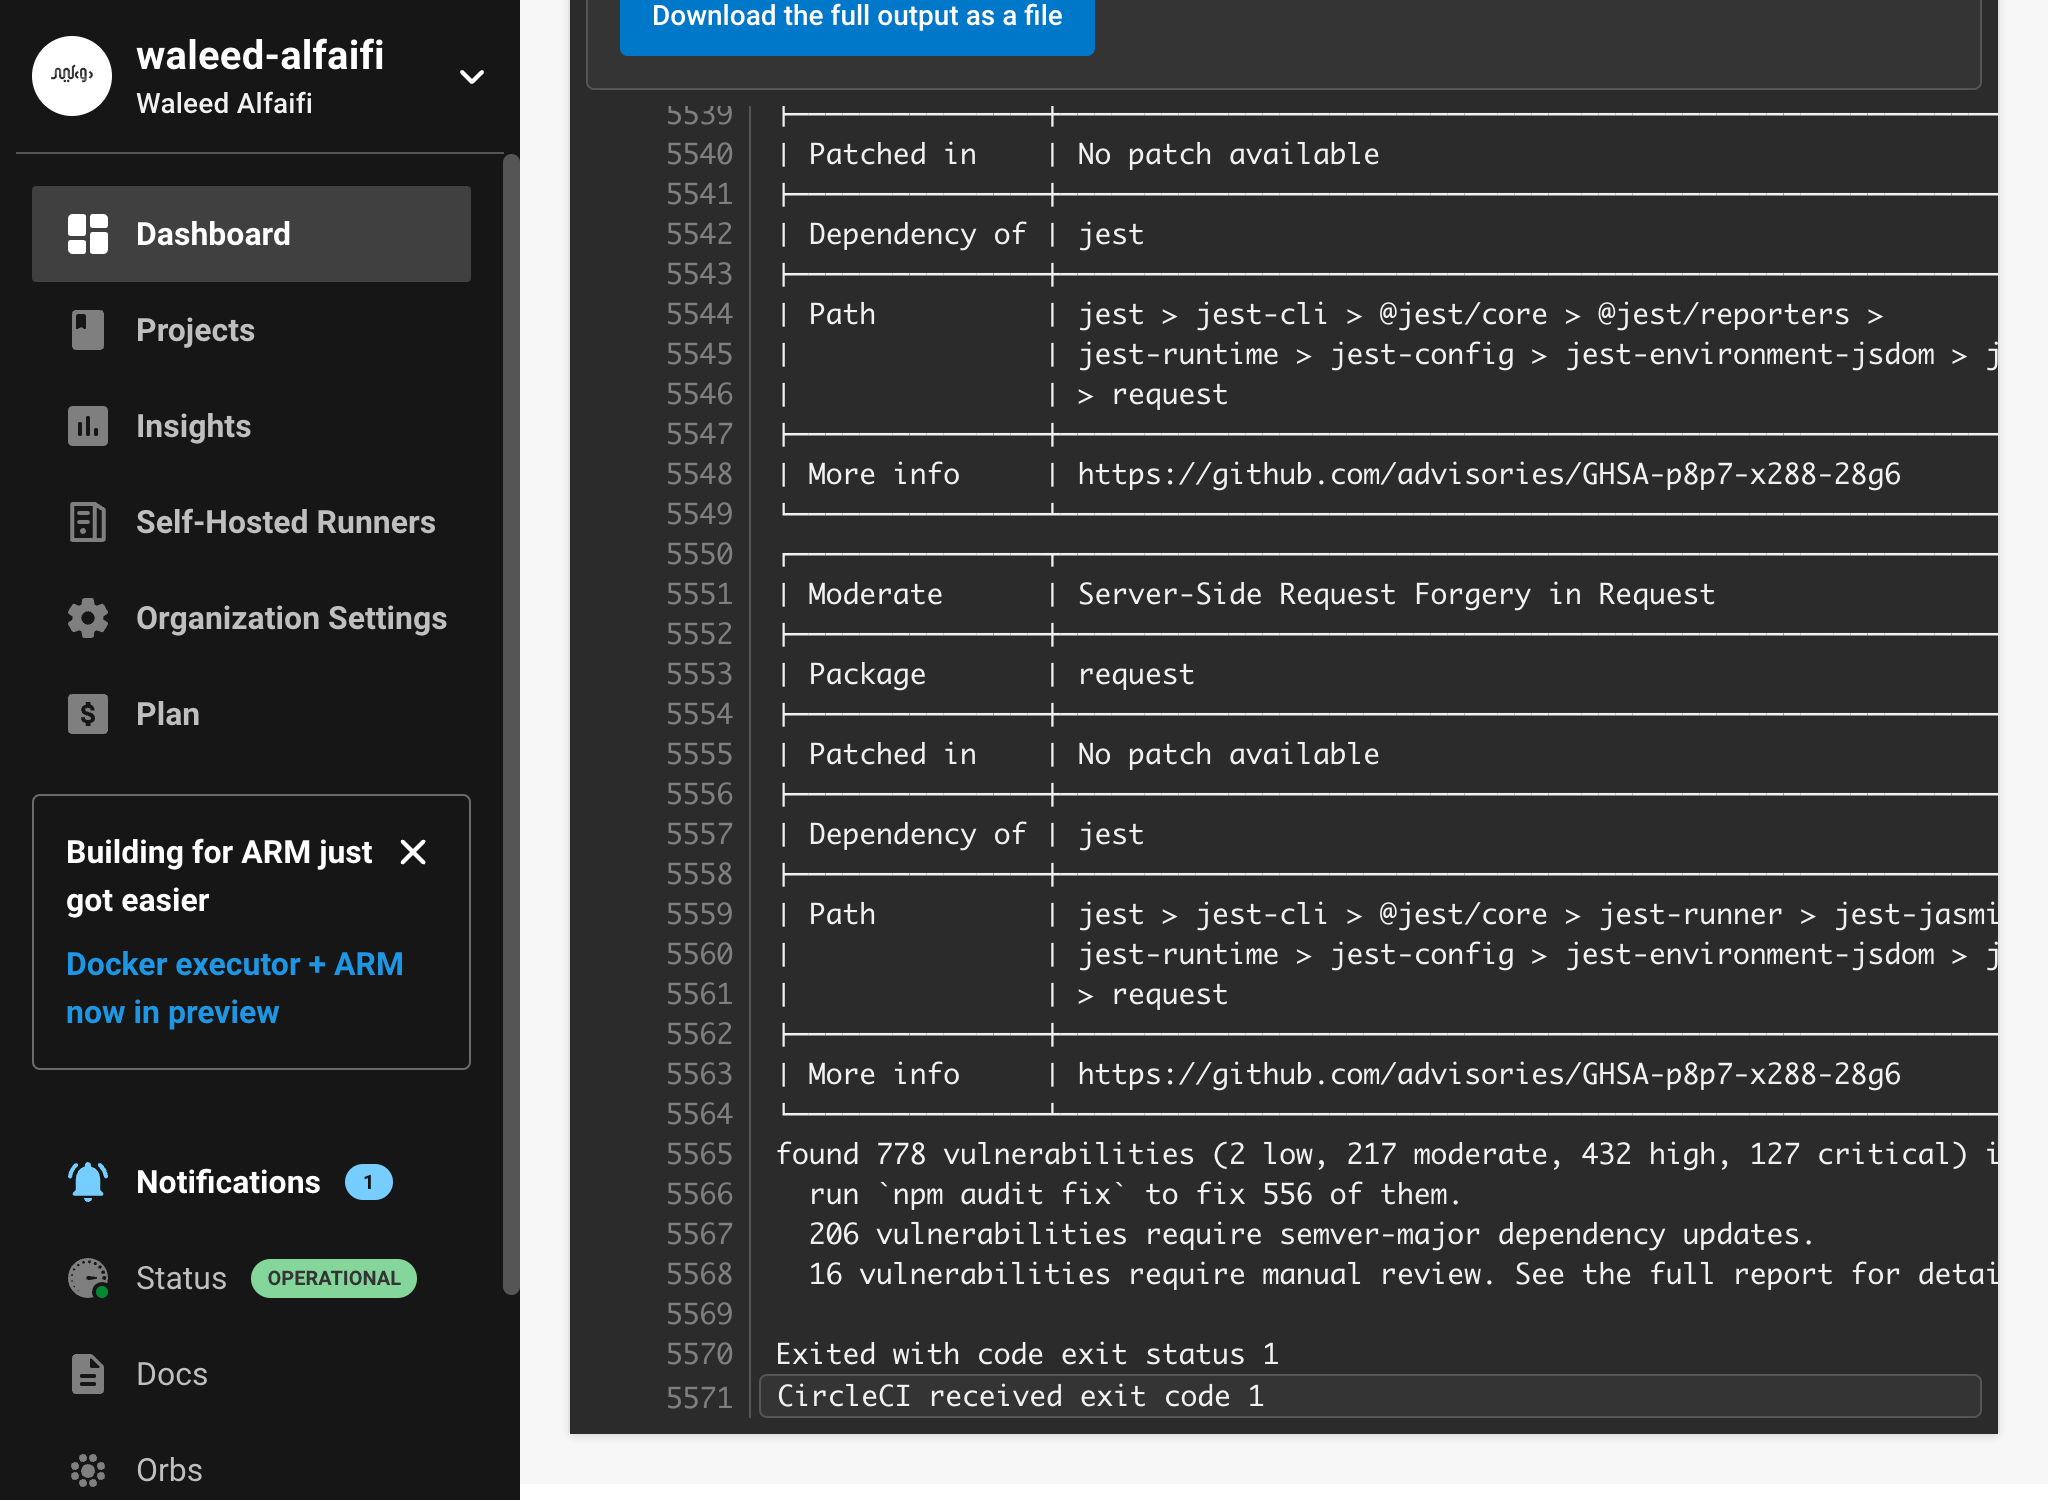 waleed-alfaifi
Waleed Alfaifi
Dashboard
Projects
Insights
Self-Hosted Runners
Organization Settings
Plan
Building for ARM just
got easier
Docker executor + ARM
now in preview
Notifications 1
Status OPERATIONAL
Docs
Orbs
Download the full output as a file
5539
5540 | Patched in | No patch available
5541
5542 | Dependency of | jest
5543
5544 | Path | jest > jest-cli > @jest/core > @jest/reporters >
5545 | | jest-runtime > jest-config > jest-environment-jsdom > j
5546 | | > request
5547
5548 | More info | https://github.com/advisories/GHSA-p8p7-x288-28g6
5549
5550
5551 | Moderate | Server-Side Request Forgery in Request
5552
5553 | Package | request
5554
5555 | Patched in | No patch available
5556
5557 | Dependency of | jest
5558
5559 | Path | jest > jest-cli > @jest/core > jest-runner > jest-jasmi
5560 | | jest-runtime > jest-config > jest-environment-jsdom > j
5561 | | > request
5562
5563 | More info | https://github.com/advisories/GHSA-p8p7-x288-28g6
5564
5565 found 778 vulnerabilities (2 low, 217 moderate, 432 high, 127 critical) i
5566 run `npm audit fix` to fix 556 of them.
5567 206 vulnerabilities require semver-major dependency updates.
5568 16 vulnerabilities require manual review. See the full report for detai
5569
5570 Exited with code exit status 1
5571 CircleCI received exit code 1